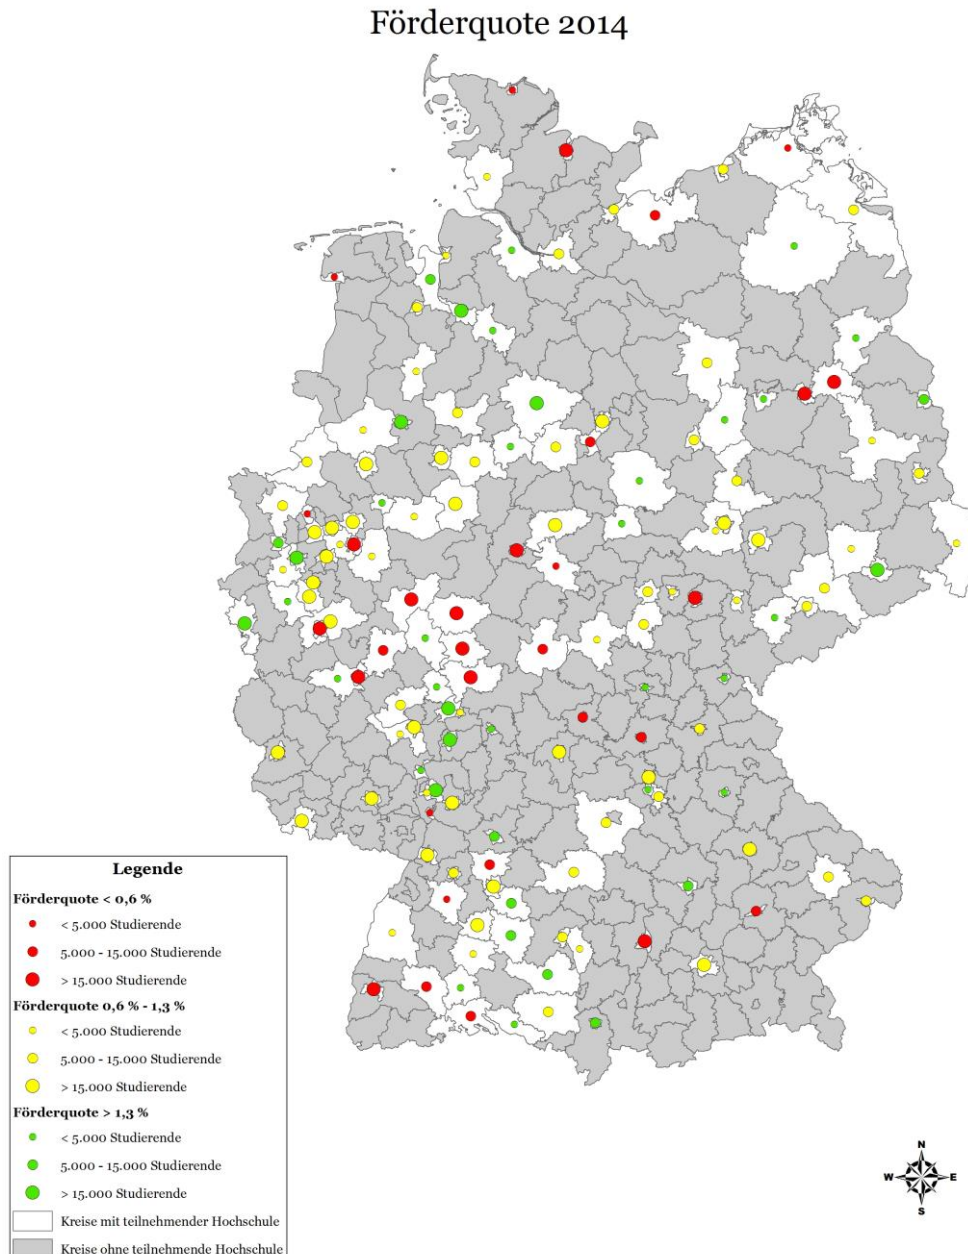 Förderquote 2014
Legende
Förderquote < 0,6 %
< 5.000 Studierende
5.000 - 15.000 Studierende
> 15.000 Studierende
Förderquote 0,6 % - 1,3 %
< 5.000 Studierende
5.000 - 15.000 Studierende
> 15.000 Studierende
Förderquote > 1,3 %
< 5.000 Studierende
5.000 - 15.000 Studierende
> 15.000 Studierende
Kreise mit teilnehmender Hochschule
Kreise ohne teilnehmende Hochschule
N
W E
S